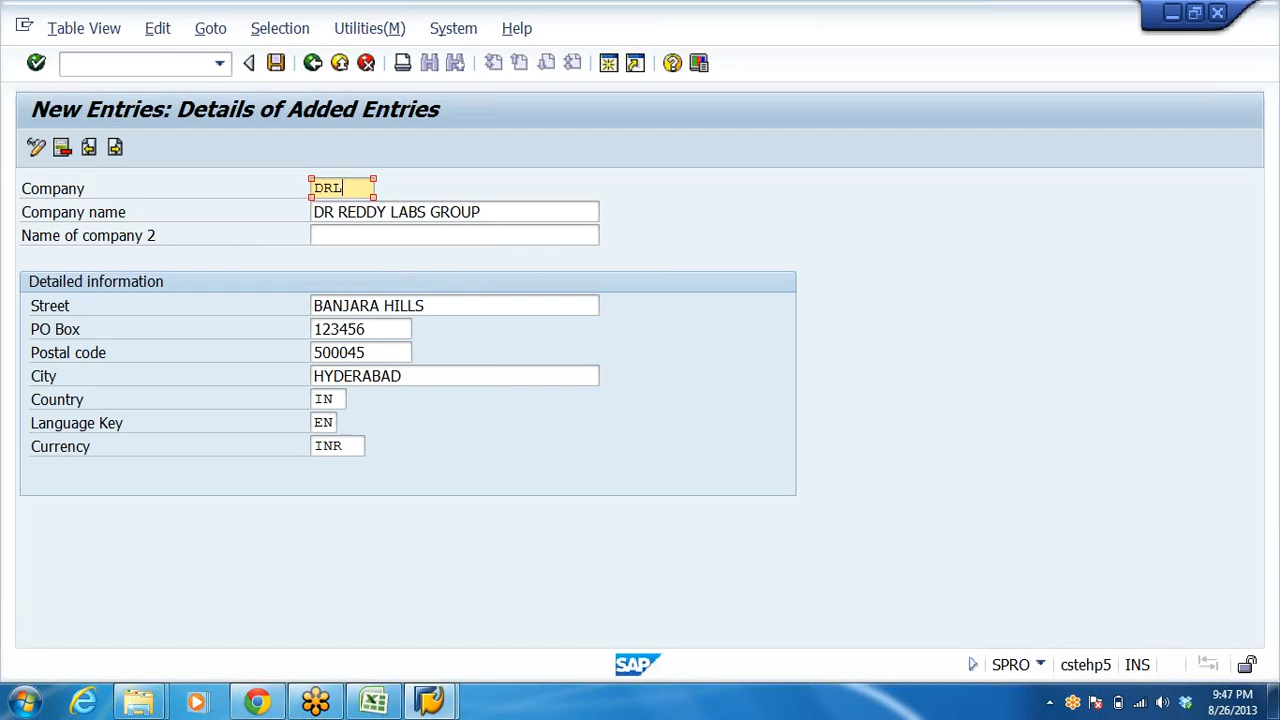 Table View Edit Goto Selection Utilities(M) System Help
New Entries: Details of Added Entries
Company DRL
Company name DR REDDY LABS GROUP
Name of company 2
Detailed information
Street BANJARA HILLS
PO Box 123456
Postal code 500045
City HYDERABAD
Country IN
Language Key EN
Currency INR
SAP SPRO cstehp5 INS
9:47 PM
8/26/2013